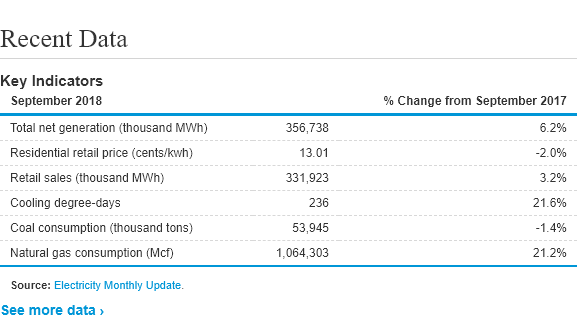 Recent Data
Key Indicators
September 2018 % Change from September 2017
Total net generation (thousand MWh) 356,738 6.2%
Residential retail price (cents/kwh) 13.01 -2.0%
Retail sales (thousand MWh) 331,923 3.2%
Cooling degree-days 236 21.6%
Coal consumption (thousand tons) 53,945 -1.4%
Natural gas consumption (Mcf) 1,064,303 21.2%
Source: Electricity Monthly Update.
See more data ›